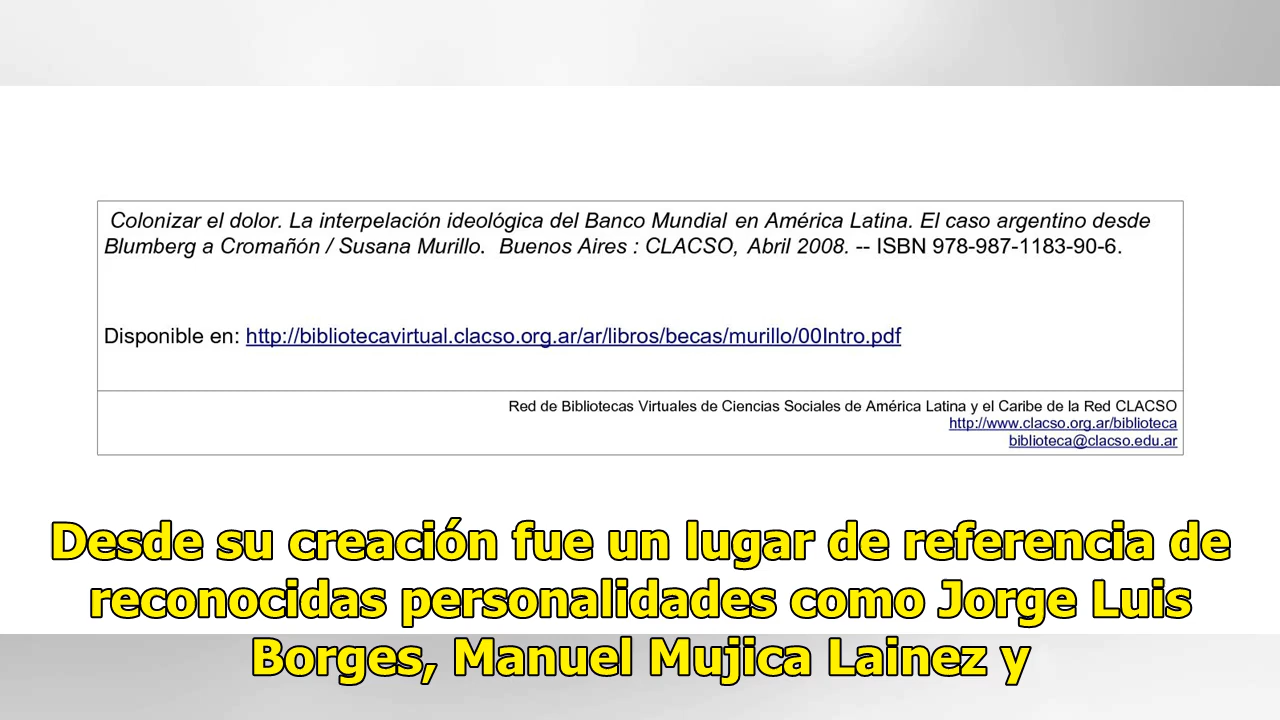 Colonizar el dolor. La interpelación ideológica del Banco Mundial en América Latina. El caso argentino desde
Blumberg a Cromañón / Susana Murillo. Buenos Aires : CLACSO, Abril 2008. -- ISBN 978-987-1183-90-6.
Disponible en: http://bibliotecavirtual.clacso.org.ar/ar/libros/becas/murillo/00Intro.pdf
Red de Bibliotecas Virtuales de Ciencias Sociales de América Latina y el Caribe de la Red CLACSO
http://www.clacso.org.ar/biblioteca
biblioteca@clacso.edu.ar
Desde su creación fue un lugar de referencia de
reconocidas personalidades como Jorge Luis
Borges, Manuel Mujica Lainez y